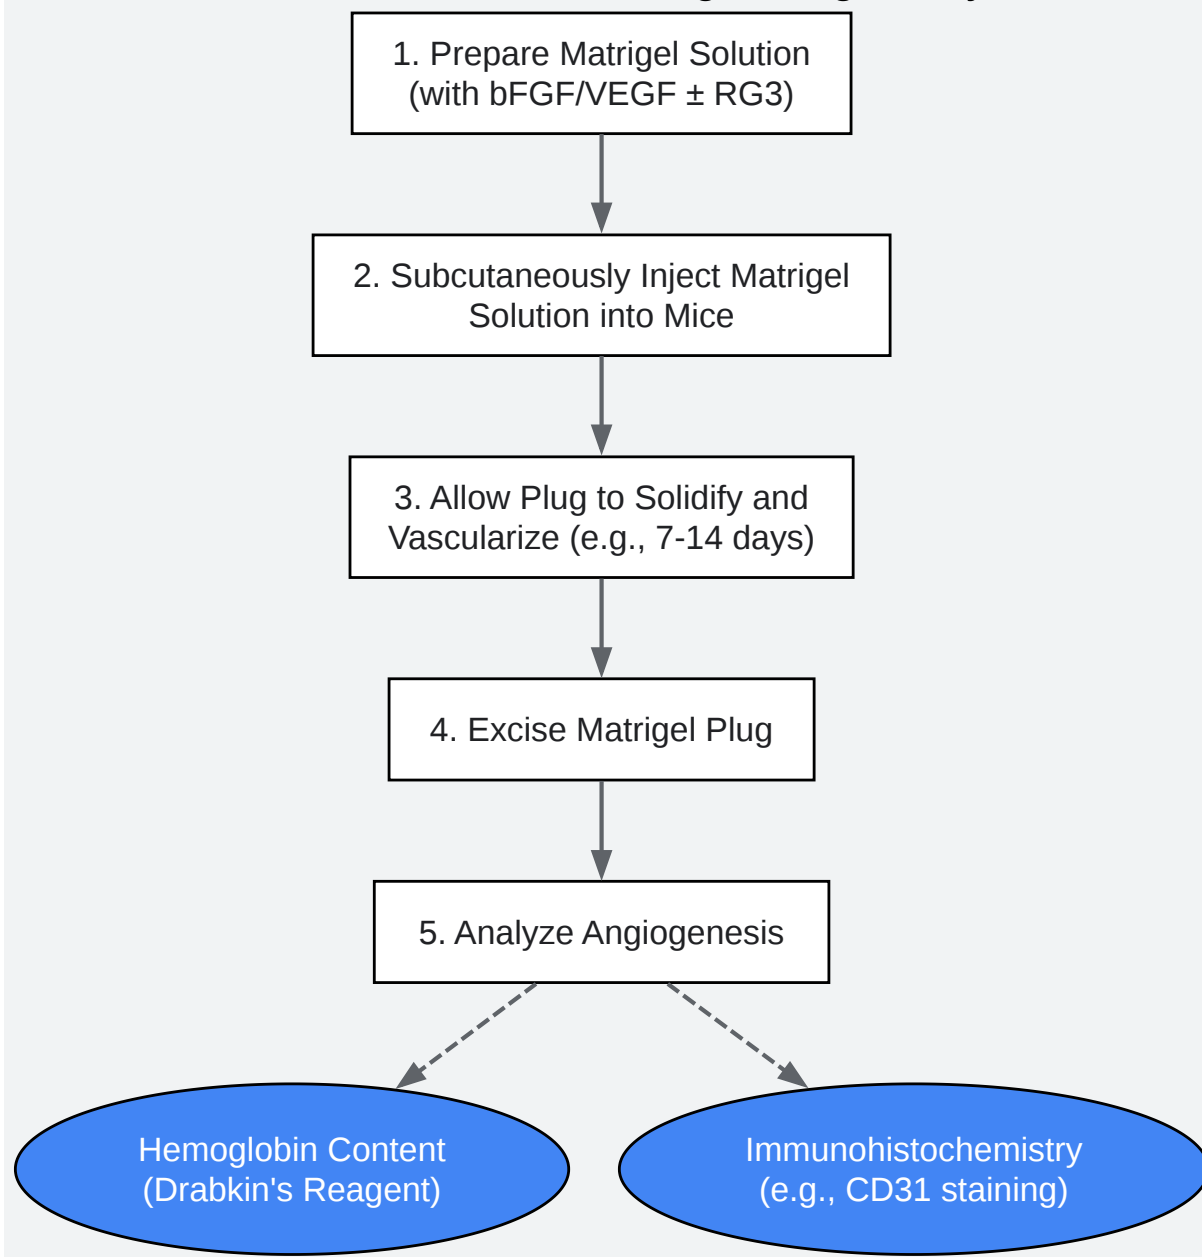 1. Prepare Matrigel Solution
(with bFGF/VEGF ± RG3)
2. Subcutaneously Inject Matrigel
Solution into Mice
3. Allow Plug to Solidify and
Vascularize (e.g., 7-14 days)
4. Excise Matrigel Plug
5. Analyze Angiogenesis
Hemoglobin Content
(Drabkin's Reagent)
Immunohistochemistry
(e.g., CD31 staining)